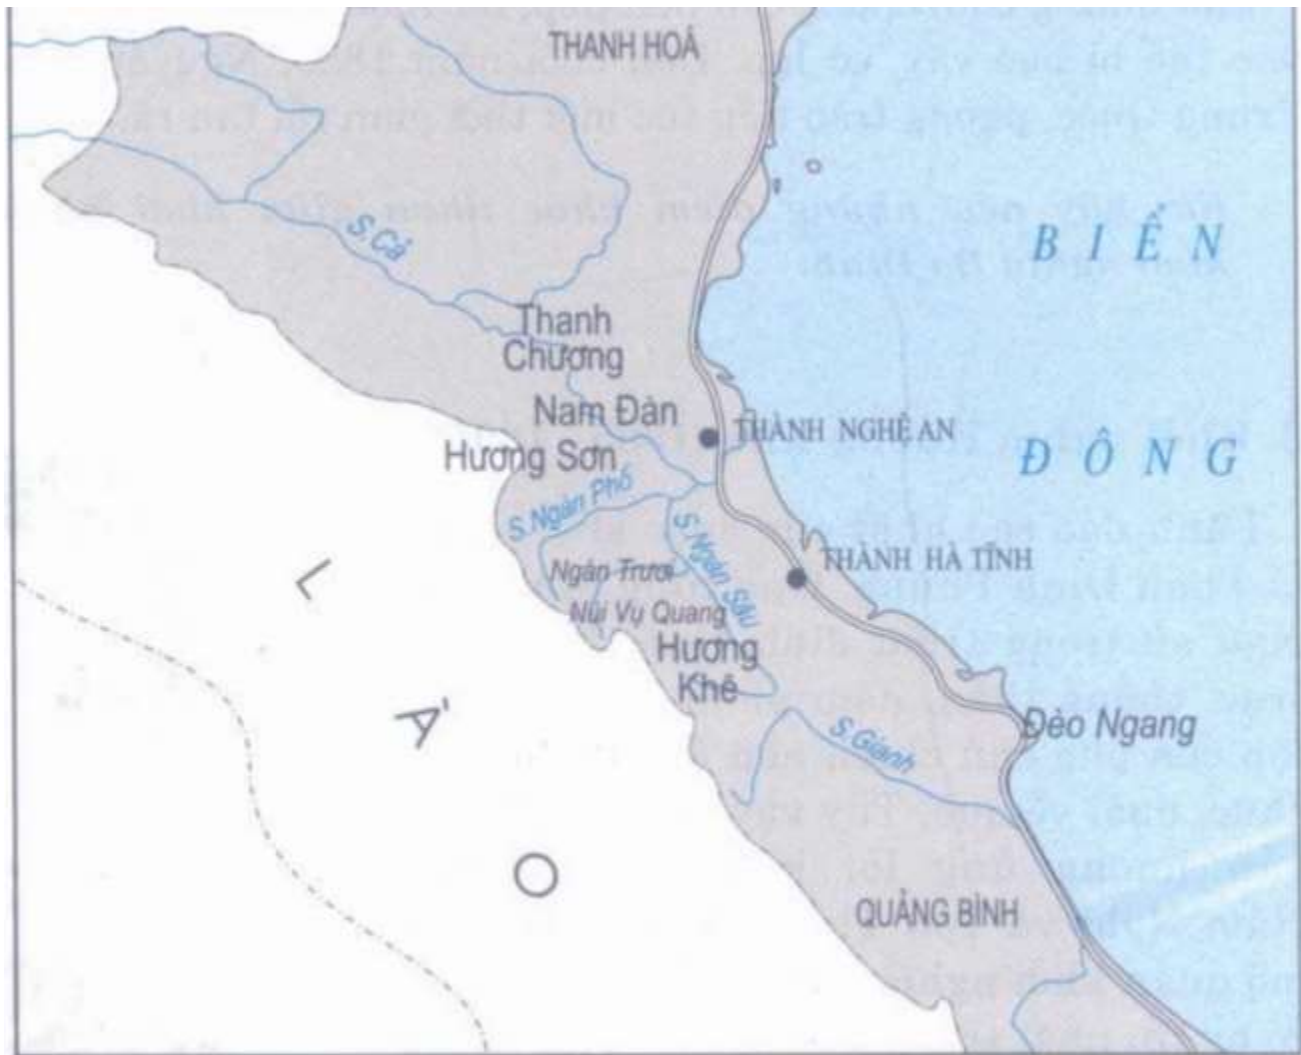 THANH HOÁ
BIỂN
S.Cả
Thanh
Chương
Nam Đàn
THÀNH NGHỆ AN
ĐÔNG
Hương Sơn
S.Ngàn Phố
S.Ngàn Sâu
THÀNH HÀ TĨNH
Ngàn Trươi
Núi Vụ Quang
Hương
Khê
LÀO
Đèo Ngang
S.Gianh
QUẢNG BÌNH